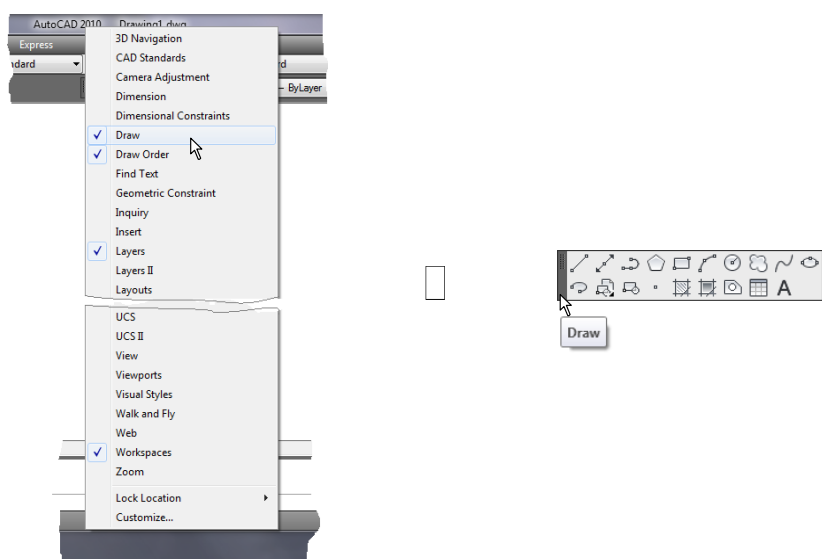 AutoCAD 2010 Drawing1.dwg
Express
ByLayer
3D Navigation
CAD Standards
Camera Adjustment
Dimension
Dimensional Constraints
Draw
Draw Order
Find Text
Geometric Constraint
Inquiry
Insert
Layers
Layers II
Layouts
UCS
UCS II
View
Viewports
Visual Styles
Walk and Fly
Web
Workspaces
Zoom
Lock Location
Customize...
A
Draw